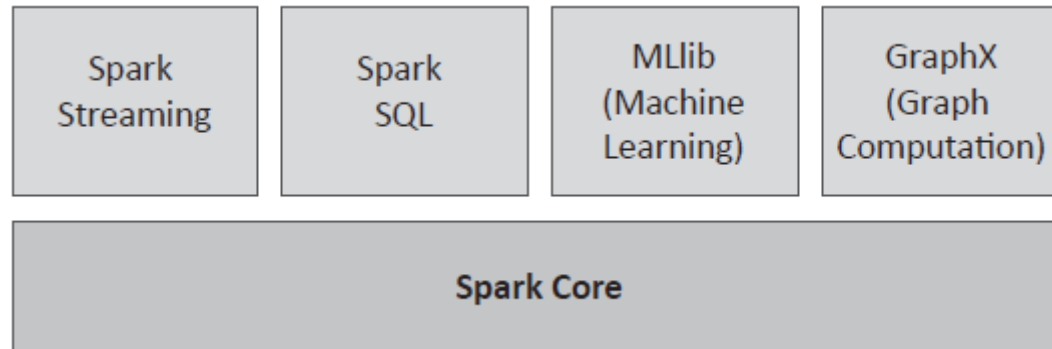 Spark
Streaming
Spark
SQL
MLlib
(Machine
Learning)
GraphX
(Graph
Computation)
Spark Core